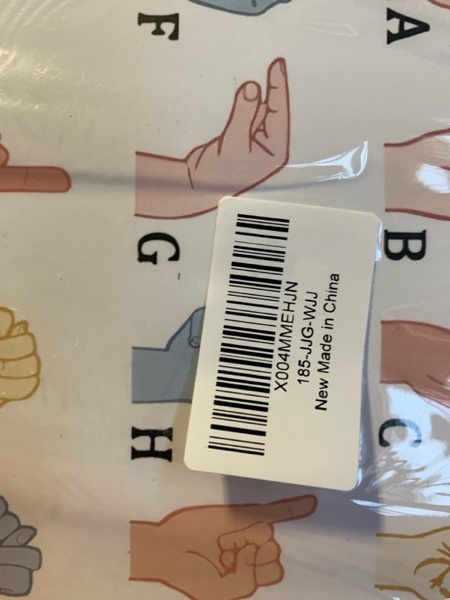 F
A
G
B
H
C
X004MMEHJN
185-JJG-WJJ
New Made in China